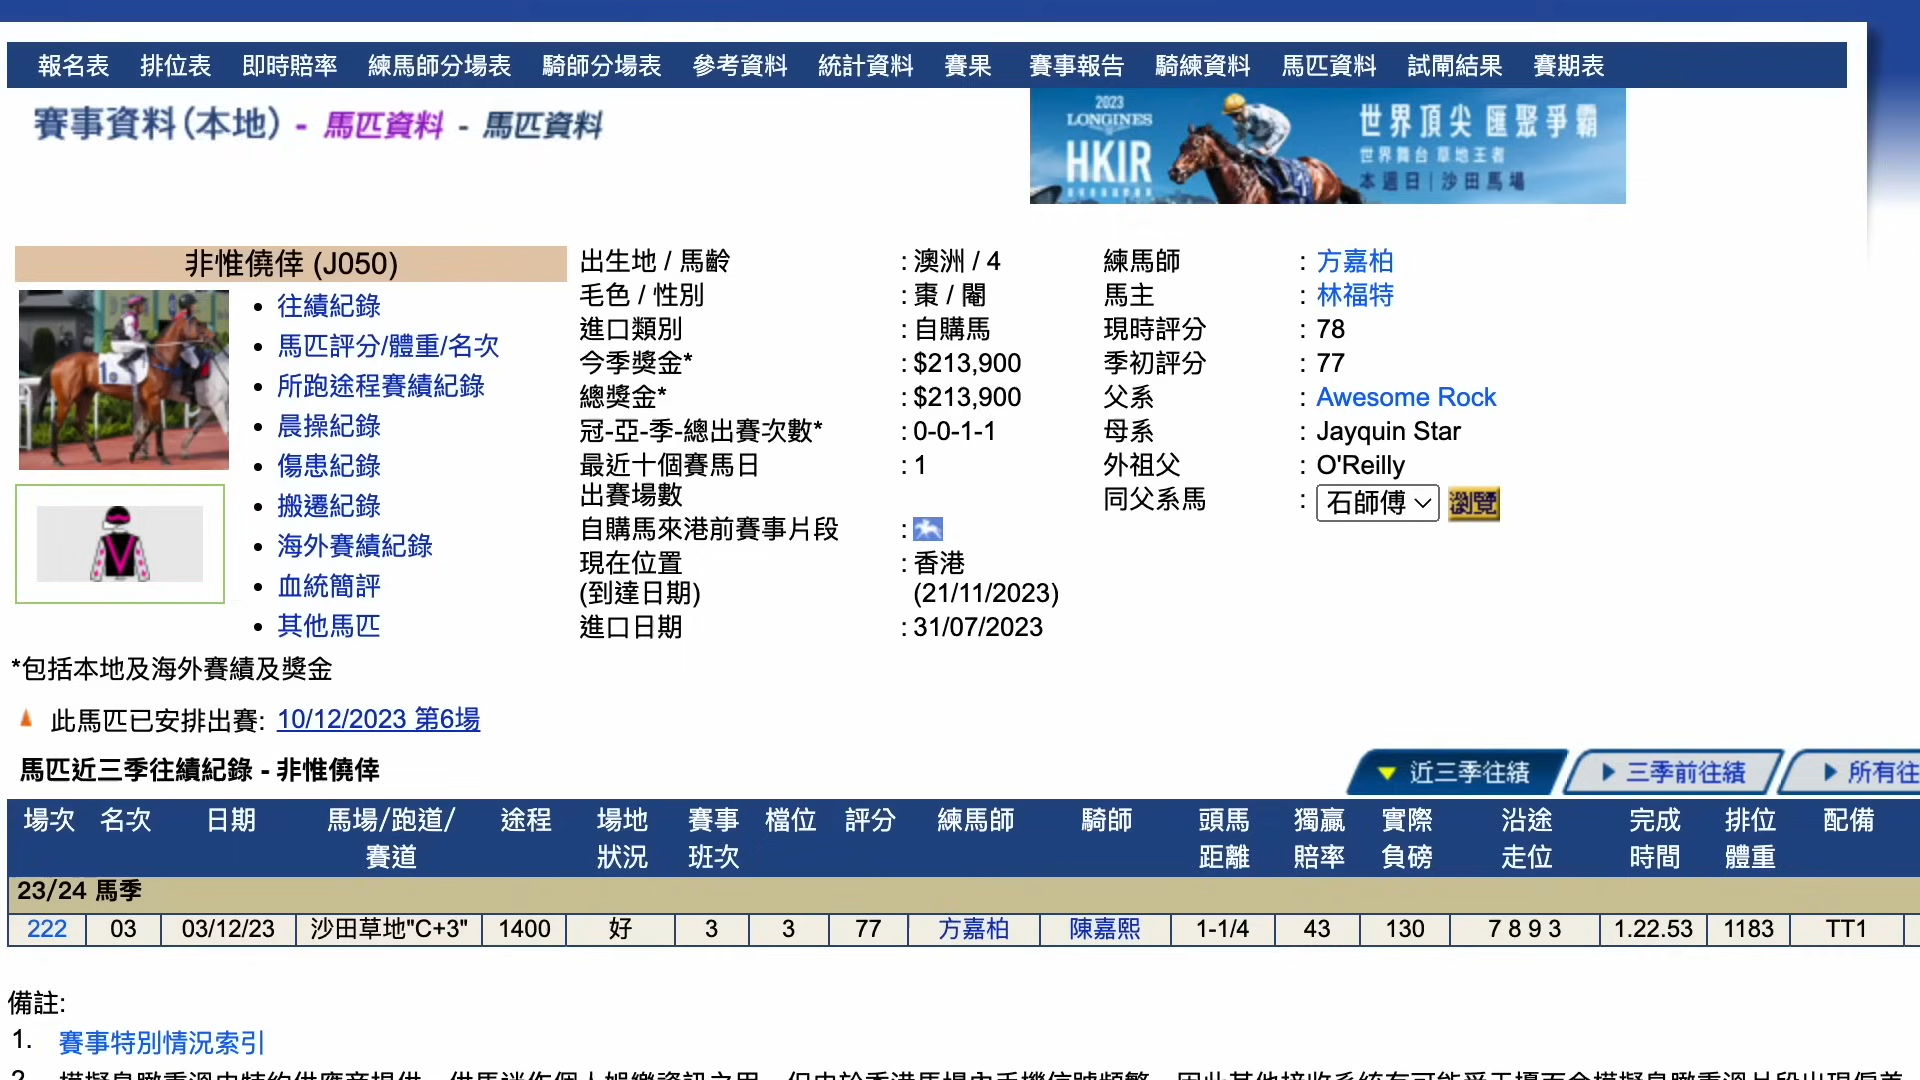 報名表 排位表 即時賠率 練馬師分場表 騎師分場表 參考資料 統計資料 賽果 賽事報告 騎練資料 馬匹資料 試閘結果 賽期表
賽事資料(本地) - 馬匹資料 - 馬匹資料
2023
LONGINES
HKIR
世界頂尖 匯聚爭霸
世界舞台 草地王者
本週日 | 沙田馬場
非惟僥倖 (J050)
往績紀錄
馬匹評分/體重/名次
所跑途程賽績紀錄
晨操紀錄
傷患紀錄
搬遷紀錄
海外賽績紀錄
血統簡評
其他馬匹
出生地 / 馬齡 : 澳洲 / 4
毛色 / 性別 : 棗 / 閹
進口類別 : 自購馬
今季獎金* : $213,900
總獎金* : $213,900
冠-亞-季-總出賽次數* : 0-0-1-1
最近十個賽馬日 : 1
出賽場數
自購馬來港前賽事片段 :
現在位置 : 香港
(到達日期) (21/11/2023)
進口日期 : 31/07/2023
練馬師 : 方嘉柏
馬主 : 林福特
現時評分 : 78
季初評分 : 77
父系 : Awesome Rock
母系 : Jayquin Star
外祖父 : O'Reilly
同父系馬 : 石師傅 瀏覽
*包括本地及海外賽績及獎金
此馬匹已安排出賽: 10/12/2023 第6場
馬匹近三季往績紀錄 - 非惟僥倖
近三季往績 三季前往績 所有往
場次 名次 日期 馬場/跑道/ 途程 場地 賽事 檔位 評分 練馬師 騎師 頭馬 獨贏 實際 沿途 完成 排位 配備
賽道 狀況 班次 距離 賠率 負磅 走位 時間 體重
23/24 馬季
222 03 03/12/23 沙田草地"C+3" 1400 好 3 3 77 方嘉柏 陳嘉熙 1-1/4 43 130 7 8 9 3 1.22.53 1183 TT1
備註:
1. 賽事特別情況索引